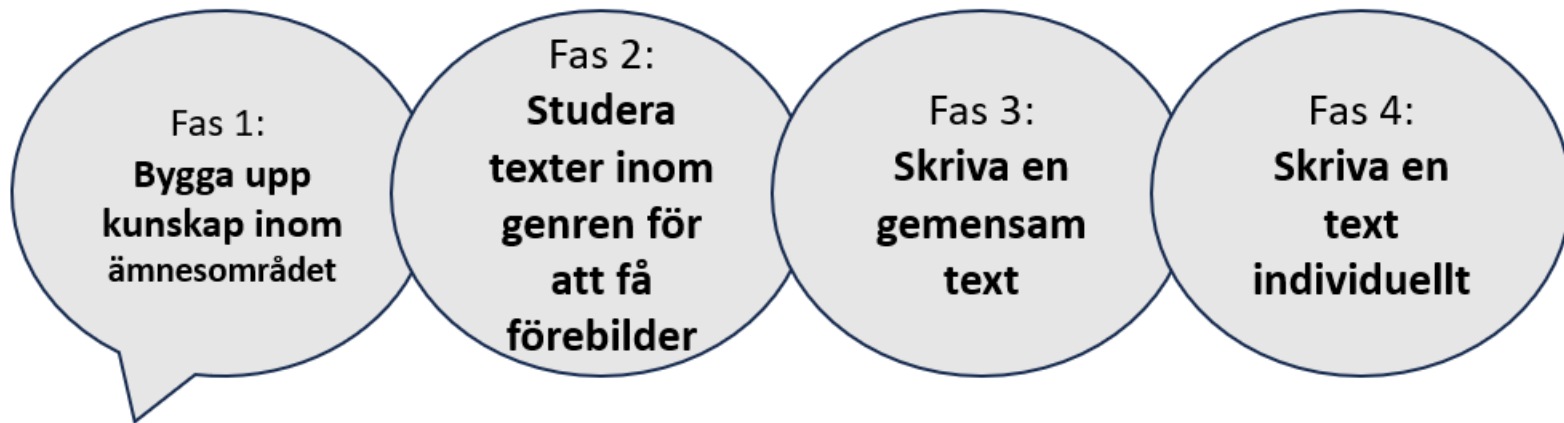 Fas 1:
Bygga upp
kunskap inom
ämnesområdet
Fas 2:
Studera
texter inom
genren för
att få
förebilder
Fas 3:
Skriva en
gemensam
text
Fas 4:
Skriva en
text
individuellt